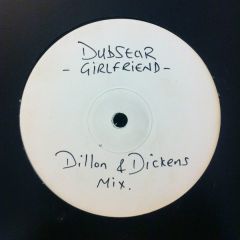 DUBSTAR
- GIRLFRIEND -
Dillon & Dickens
Mix.